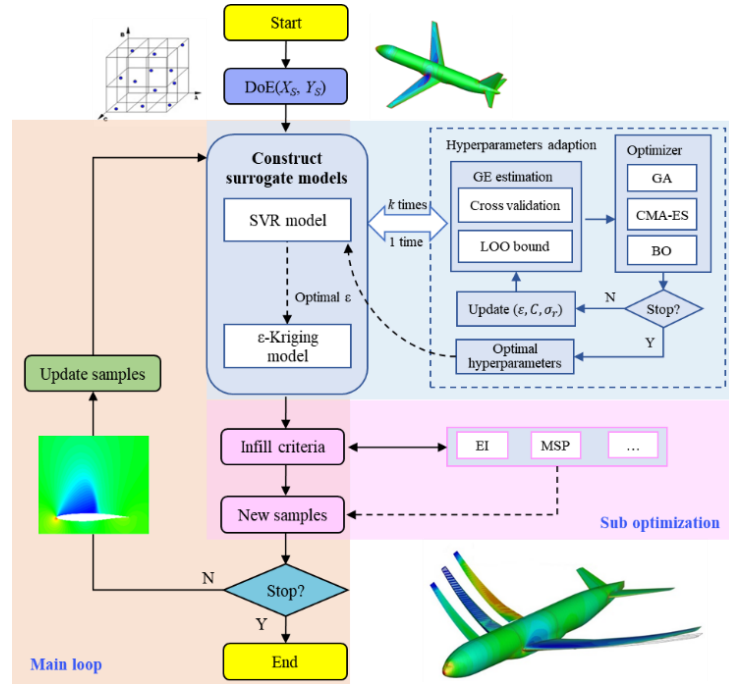 Start
DoE(X_S, Y_S)
B
A
C
Construct
surrogate models
SVR model
Optimal ε
ε-Kriging
model
k times
1 time
Hyperparameters adaption
GE estimation
Cross validation
LOO bound
Optimizer
GA
CMA-ES
BO
Stop?
N
Y
Update (ε, C, σ_r)
Optimal
hyperparameters
Update samples
Infill criteria
EI
MSP
…
New samples
Sub optimization
Stop?
N
Y
End
Main loop